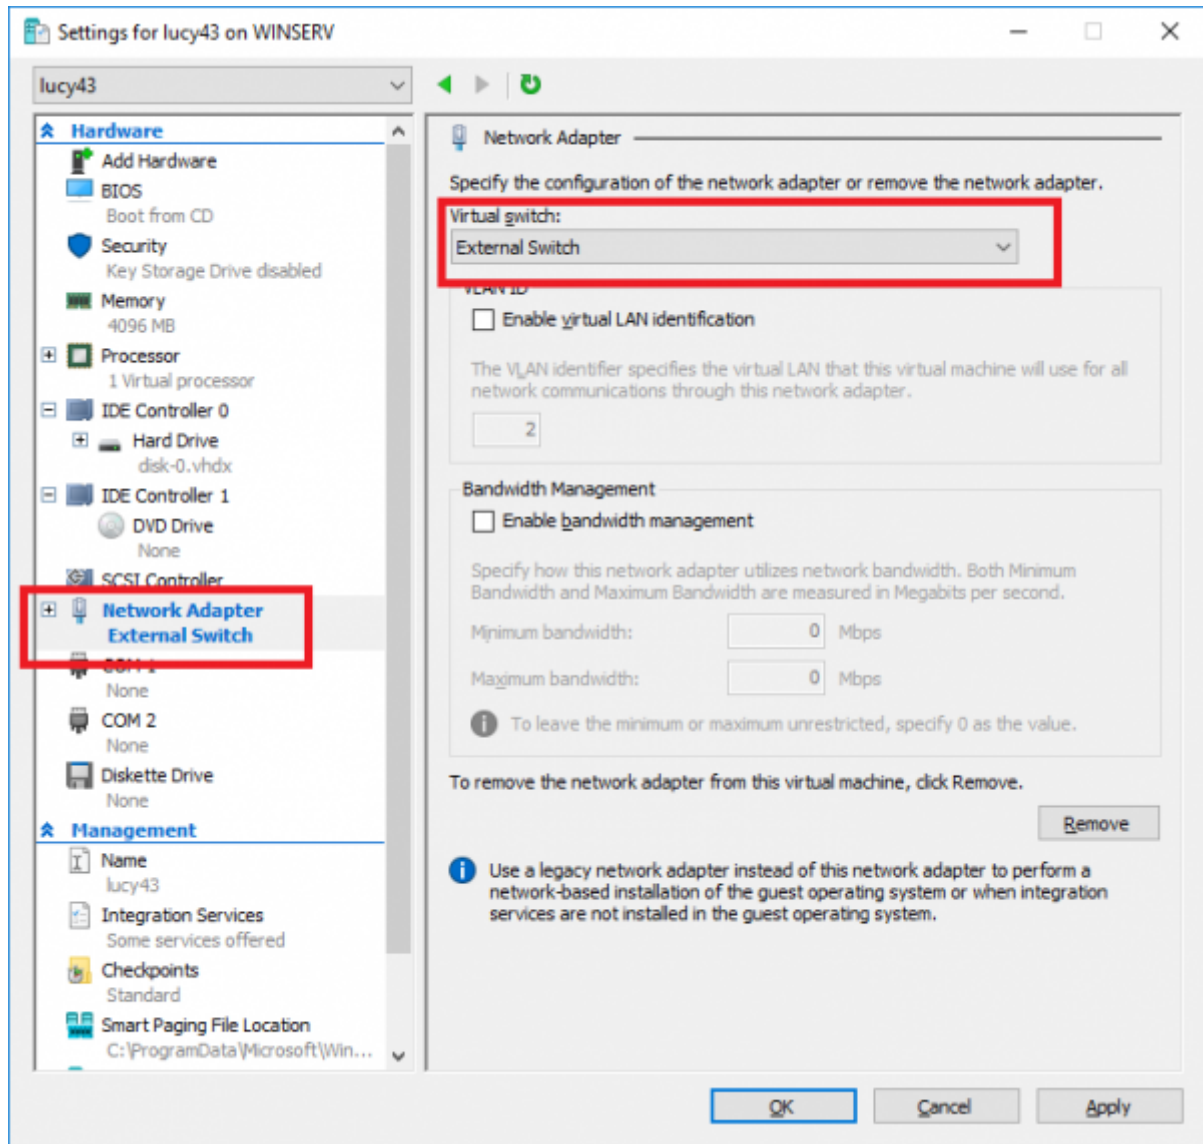 Settings for lucy43 on WINSERV
lucy43
Hardware
Add Hardware
BIOS
Boot from CD
Security
Key Storage Drive disabled
Memory
4096 MB
Processor
1 Virtual processor
IDE Controller 0
Hard Drive
disk-0.vhdx
IDE Controller 1
DVD Drive
None
SCSI Controller
Network Adapter
External Switch
COM 1
None
COM 2
None
Diskette Drive
None
Management
Name
lucy43
Integration Services
Some services offered
Checkpoints
Standard
Smart Paging File Location
C:\ProgramData\Microsoft\Win...
Network Adapter
Specify the configuration of the network adapter or remove the network adapter.
Virtual switch:
External Switch
VLAN ID
Enable virtual LAN identification
The VLAN identifier specifies the virtual LAN that this virtual machine will use for all
network communications through this network adapter.
2
Bandwidth Management
Enable bandwidth management
Specify how this network adapter utilizes network bandwidth. Both Minimum
Bandwidth and Maximum Bandwidth are measured in Megabits per second.
Minimum bandwidth: 0 Mbps
Maximum bandwidth: 0 Mbps
To leave the minimum or maximum unrestricted, specify 0 as the value.
To remove the network adapter from this virtual machine, click Remove.
Remove
Use a legacy network adapter instead of this network adapter to perform a
network-based installation of the guest operating system or when integration
services are not installed in the guest operating system.
OK Cancel Apply